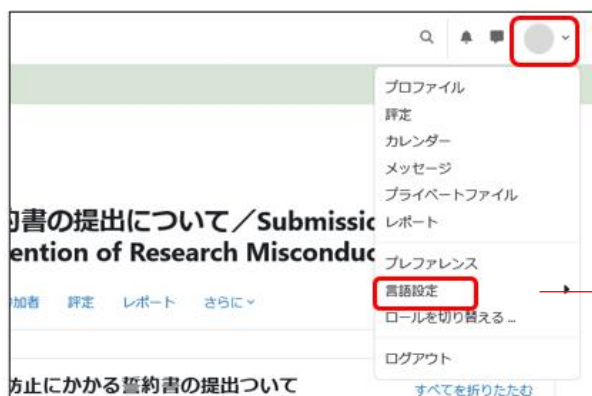 プロファイル
評定
カレンダー
メッセージ
プライベートファイル
レポート
プレファレンス
言語設定
ロールを切り替える ...
ログアウト
約書の提出について／Submissio
ention of Research Misconduc
加者 評定 レポート さらに
防止にかかる誓約書の提出ついて
すべてを折りたたむ